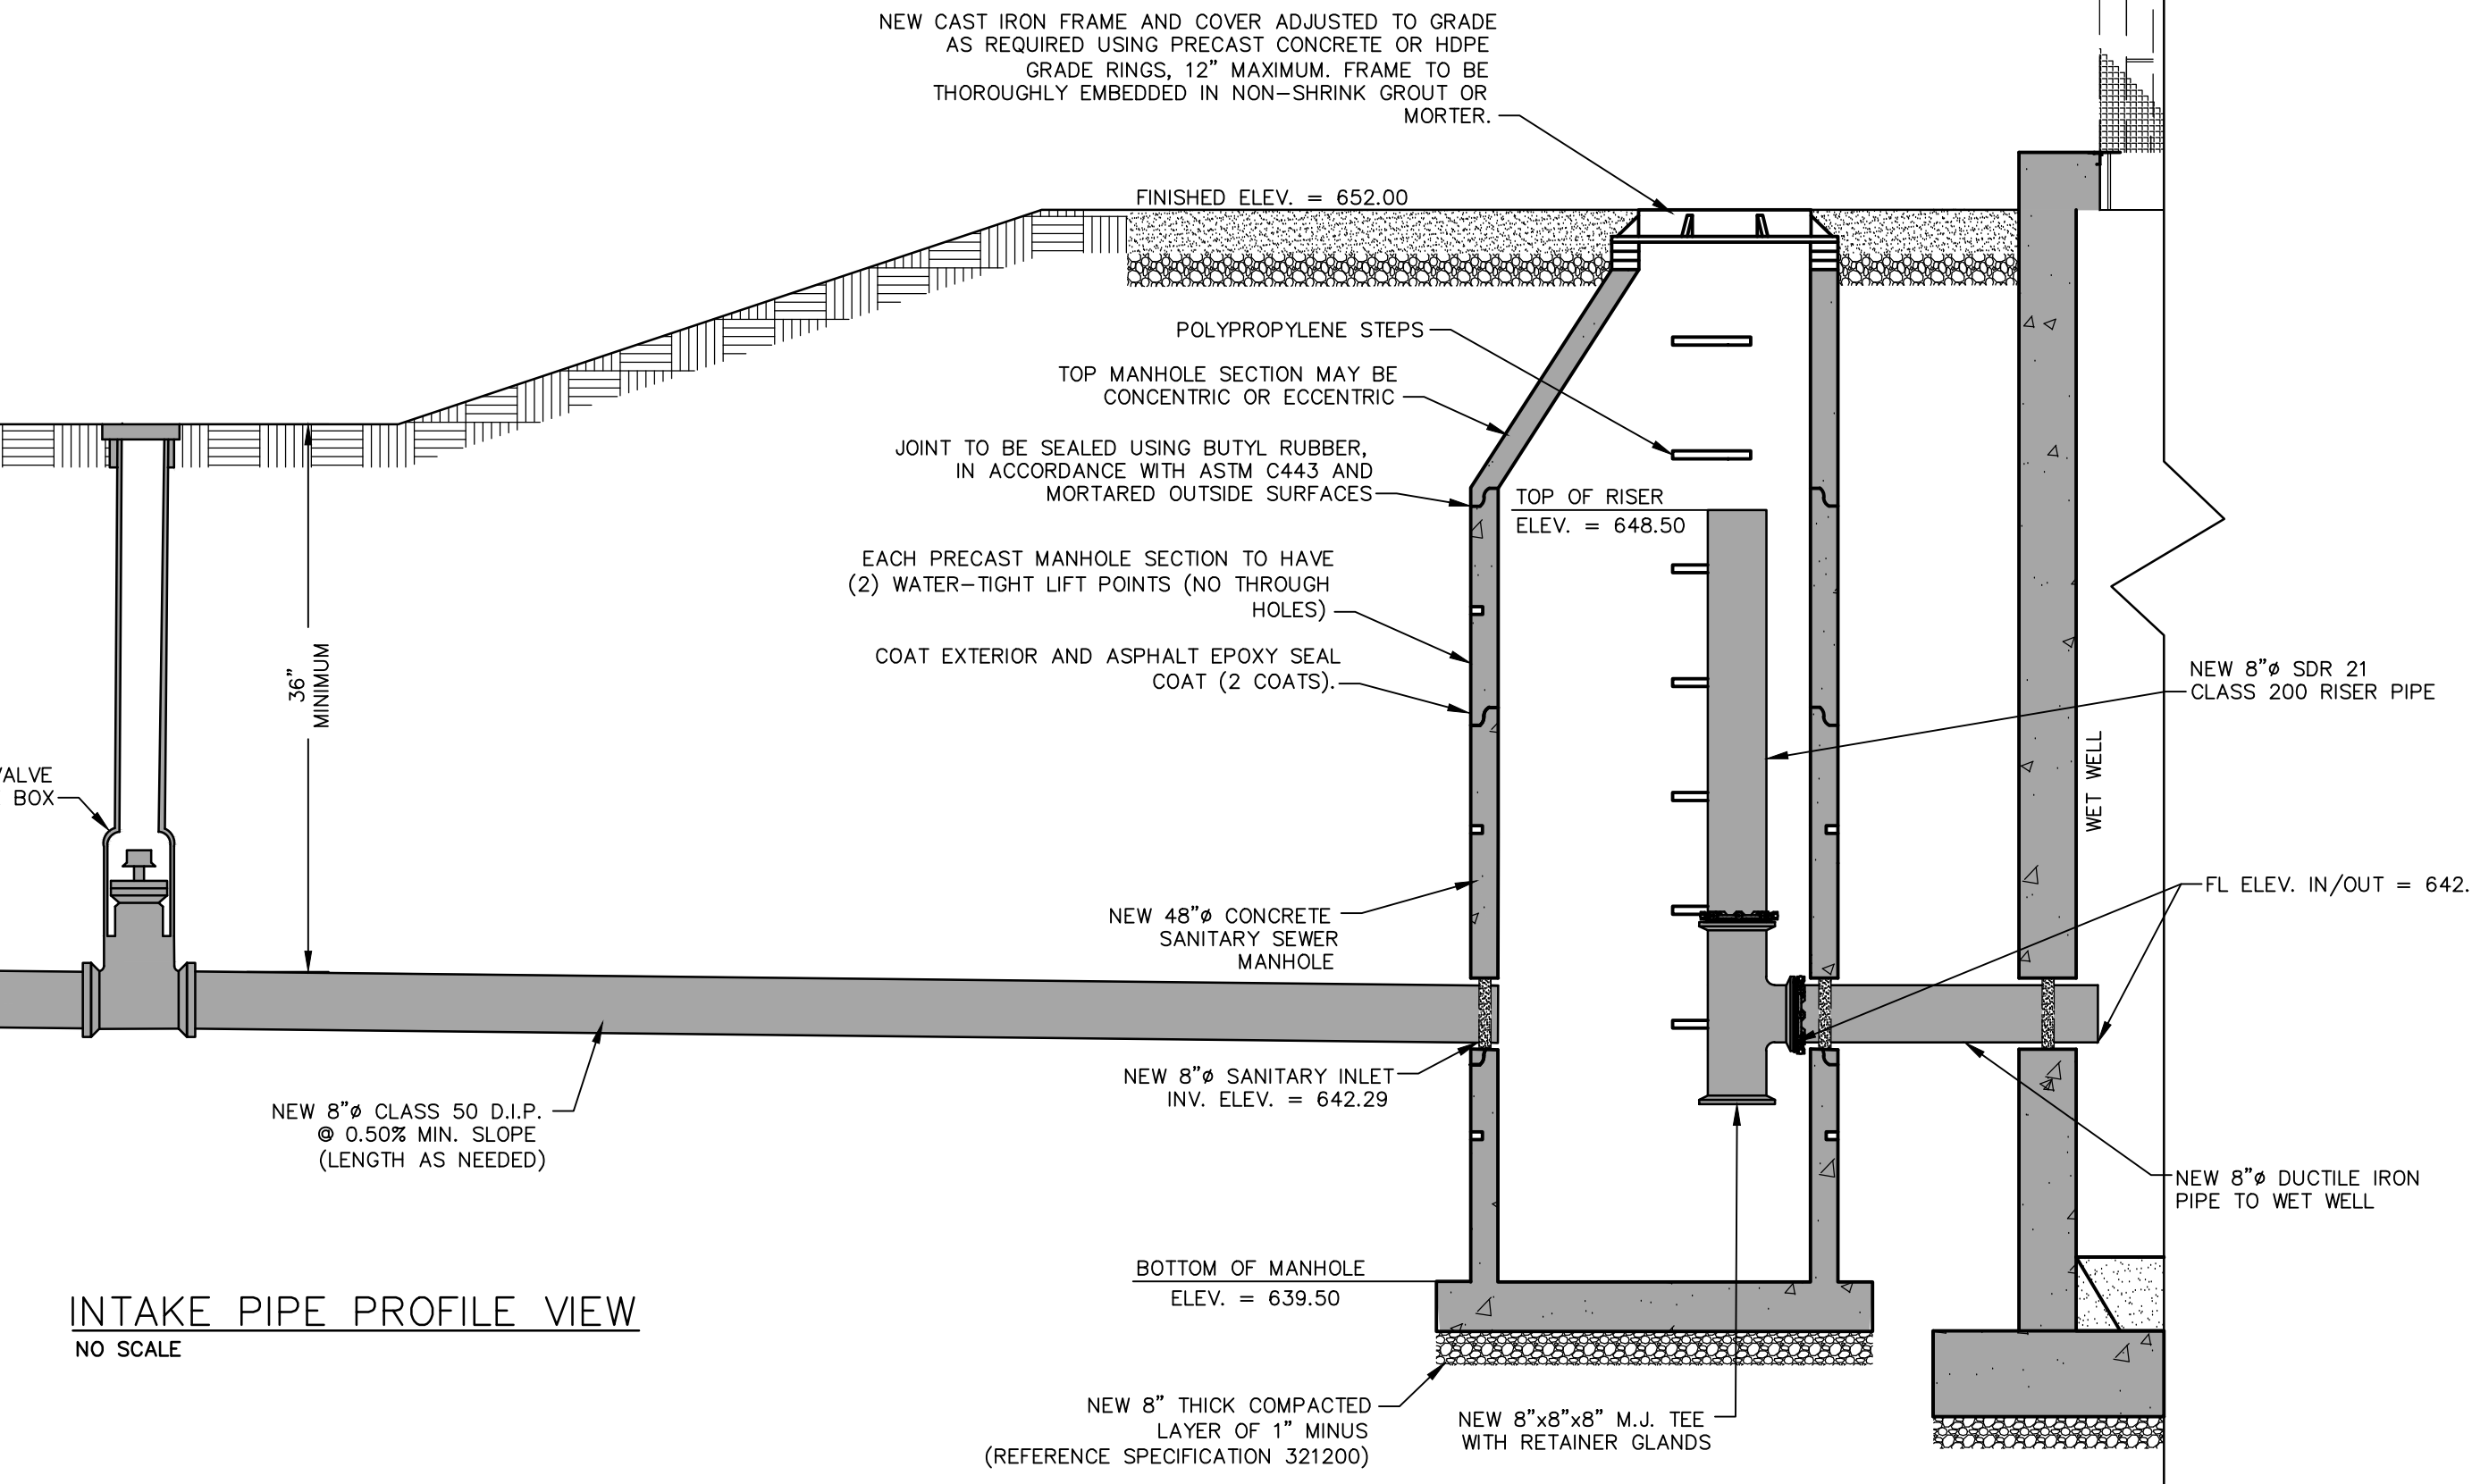 NEW CAST IRON FRAME AND COVER ADJUSTED TO GRADE
AS REQUIRED USING PRECAST CONCRETE OR HDPE
GRADE RINGS, 12" MAXIMUM. FRAME TO BE
THOROUGHLY EMBEDDED IN NON-SHRINK GROUT OR
MORTER.
FINISHED ELEV. = 652.00
POLYPROPYLENE STEPS
TOP MANHOLE SECTION MAY BE
CONCENTRIC OR ECCENTRIC
JOINT TO BE SEALED USING BUTYL RUBBER,
IN ACCORDANCE WITH ASTM C443 AND
MORTARED OUTSIDE SURFACES
TOP OF RISER
ELEV. = 648.50
EACH PRECAST MANHOLE SECTION TO HAVE
(2) WATER-TIGHT LIFT POINTS (NO THROUGH
HOLES)
COAT EXTERIOR AND ASPHALT EPOXY SEAL
COAT (2 COATS).
36"
MINIMUM
NEW 8"ø SDR 21
CLASS 200 RISER PIPE
WET WELL
VALVE
BOX
FL ELEV. IN/OUT = 642.
NEW 48"ø CONCRETE
SANITARY SEWER
MANHOLE
NEW 8"ø SANITARY INLET
INV. ELEV. = 642.29
NEW 8"ø CLASS 50 D.I.P.
@ 0.50% MIN. SLOPE
(LENGTH AS NEEDED)
NEW 8"ø DUCTILE IRON
PIPE TO WET WELL
BOTTOM OF MANHOLE
ELEV. = 639.50
INTAKE PIPE PROFILE VIEW
NO SCALE
NEW 8" THICK COMPACTED
LAYER OF 1" MINUS
(REFERENCE SPECIFICATION 321200)
NEW 8"x8"x8" M.J. TEE
WITH RETAINER GLANDS